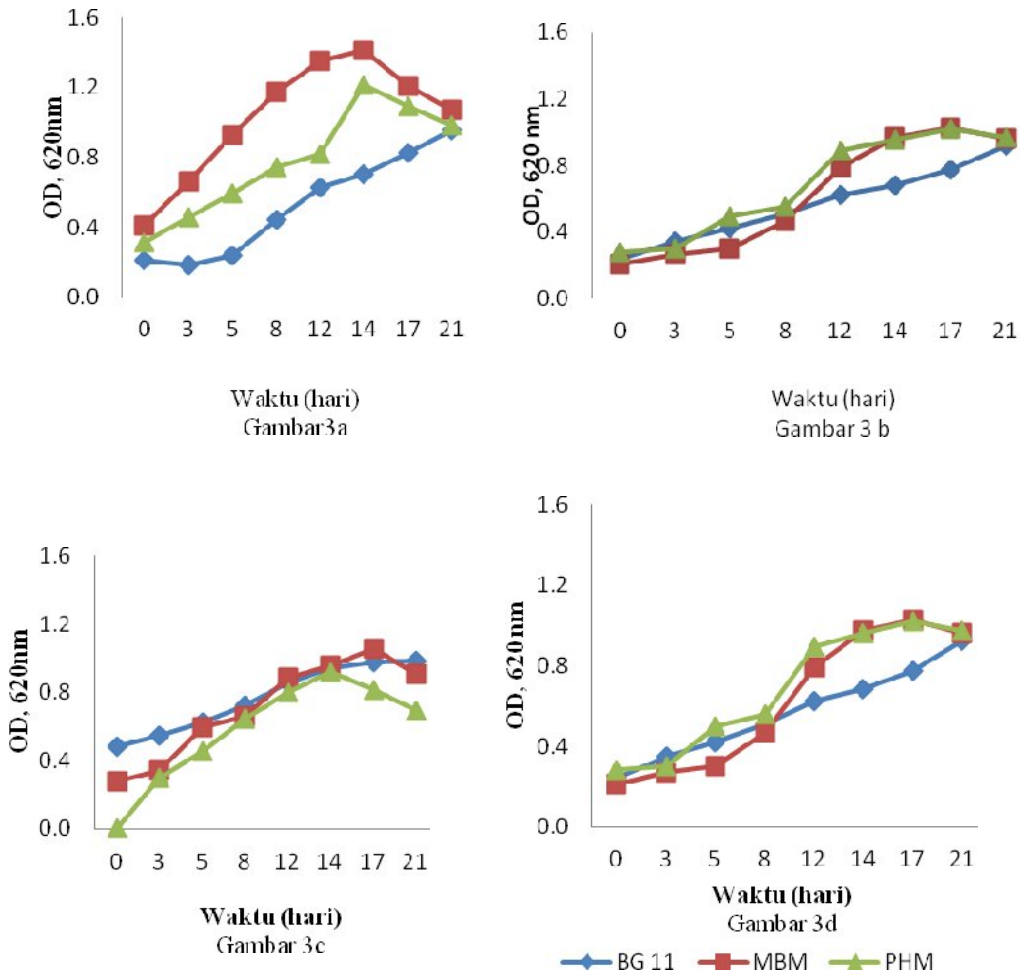 1.6
1.2
0.8
0.4
0.0
OD, 620nm
0 3 5 8 12 14 17 21
Waktu (hari)
Gambar3a
1.6
1.2
0.8
0.4
0.0
OD, 620 nm
0 3 5 8 12 14 17 21
Waktu (hari)
Gambar 3 b
1.6
1.2
0.8
0.4
0.0
OD, 620nm
0 3 5 8 12 14 17 21
Waktu (hari)
Gambar 3c
1.6
1.2
0.8
0.4
0.0
OD, 620nm
0 3 5 8 12 14 17 21
Waktu (hari)
Gambar 3d
BG 11 MBM PHM